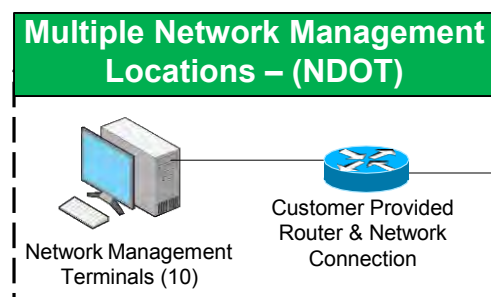 Multiple Network Management
Locations – (NDOT)
Customer Provided
Router & Network
Connection
Network Management
Terminals (10)